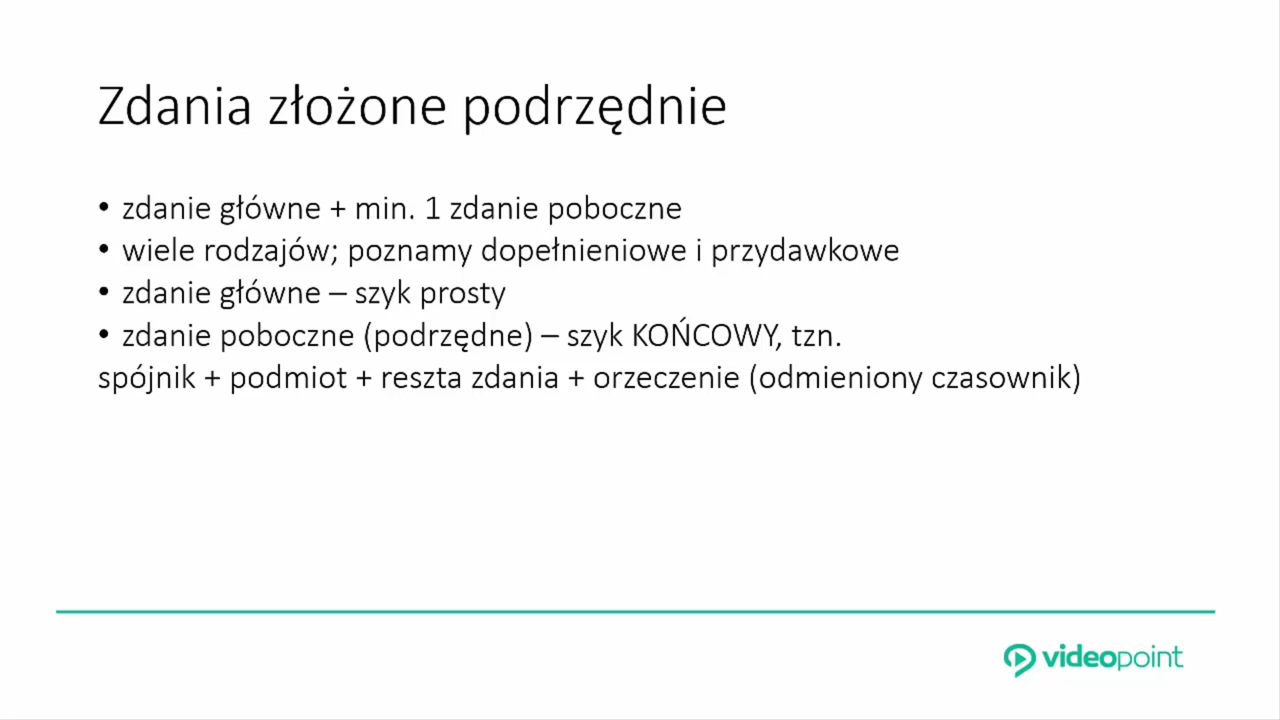 Zdania złożone podrzędnie
• zdanie główne + min. 1 zdanie poboczne
• wiele rodzajów; poznamy dopełnieniowe i przydawkowe
• zdanie główne – szyk prosty
• zdanie poboczne (podrzędne) – szyk KOŃCOWY, tzn.
spójnik + podmiot + reszta zdania + orzeczenie (odmieniony czasownik)
videopoint